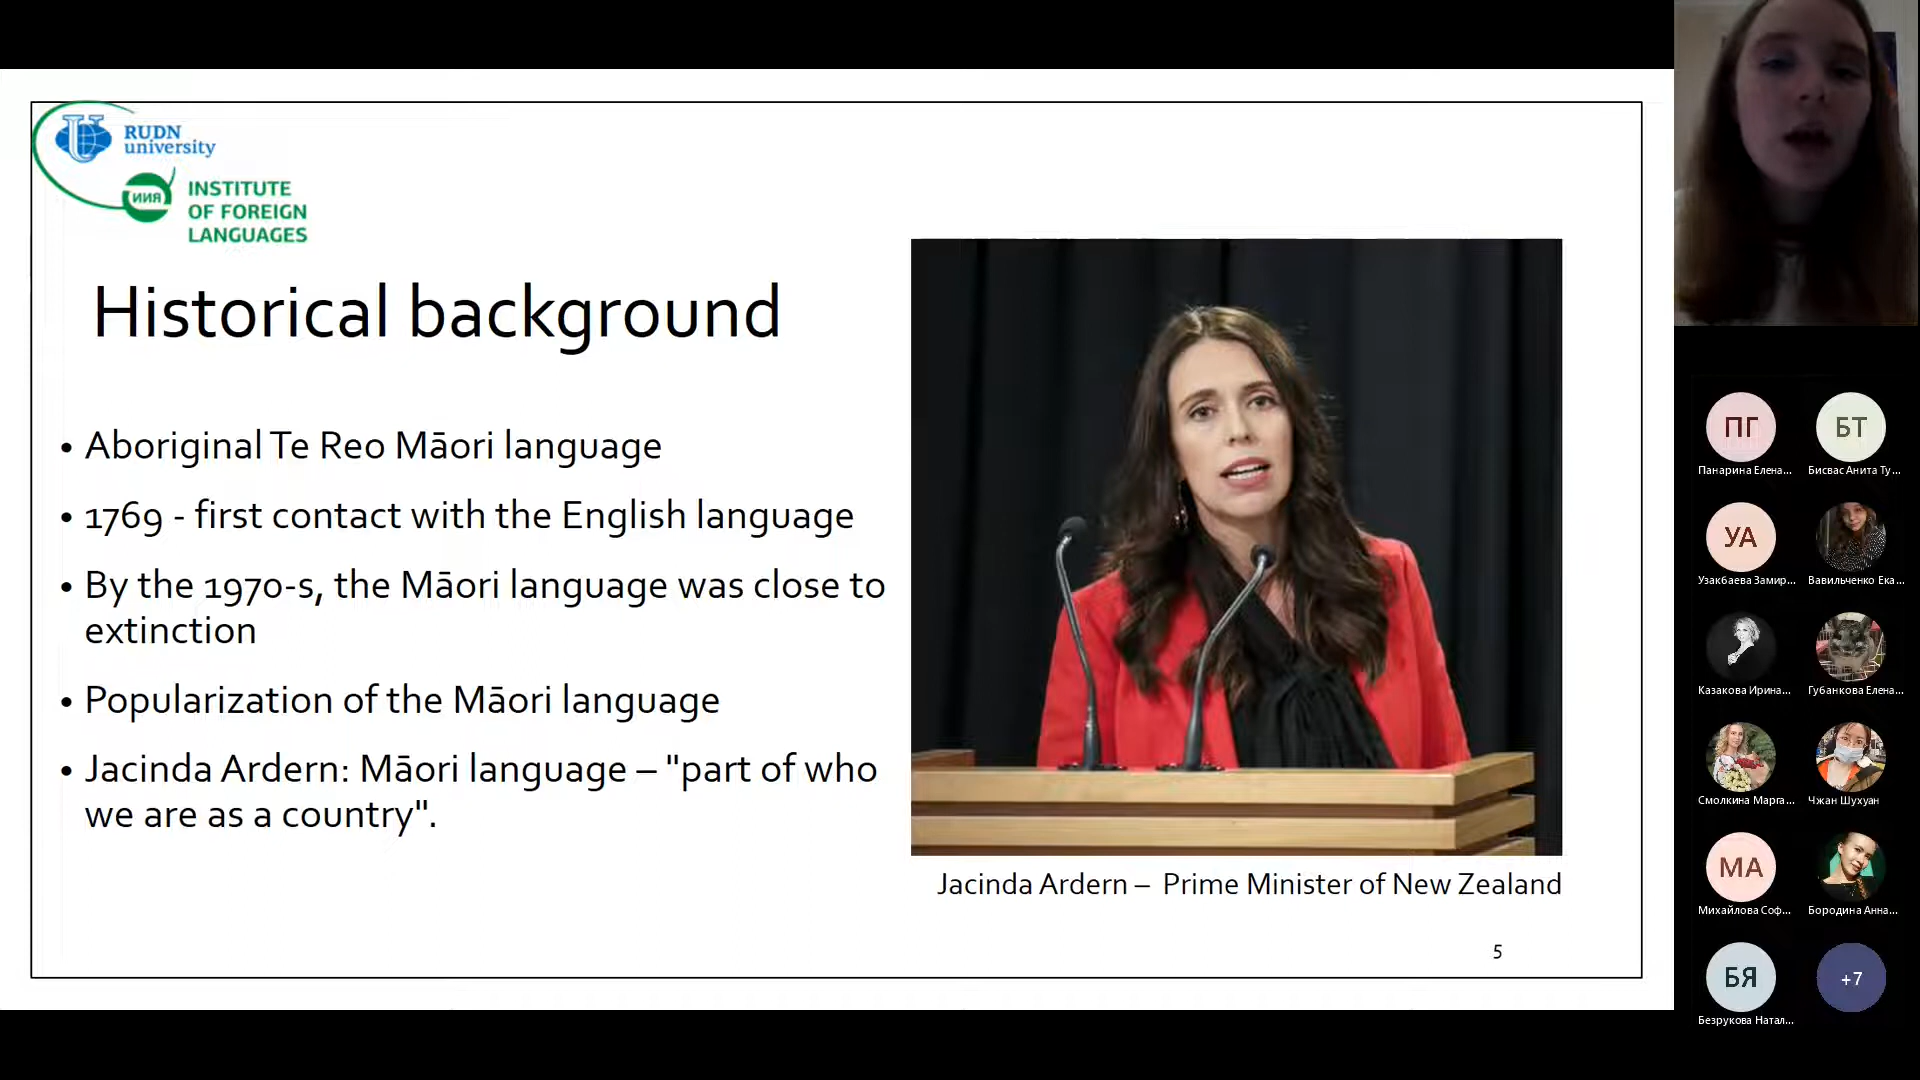 RUDN
university
ИИЯ
INSTITUTE
OF FOREIGN
LANGUAGES
Historical background
• Aboriginal Te Reo Māori language
• 1769 - first contact with the English language
• By the 1970-s, the Māori language was close to
extinction
• Popularization of the Māori language
• Jacinda Ardern: Māori language – "part of who
we are as a country".
Jacinda Ardern – Prime Minister of New Zealand
5
ПГ
БТ
Панарина Елена...
Бисвас Анита Ту...
УА
Узакбаева Замир...
Вавильченко Ека...
Казакова Ирина...
Губанкова Елена...
Смолкина Марга...
Чжан Шухуан
МА
Михайлова Соф...
Бородина Анна...
БЯ
+7
Безрукова Натал...